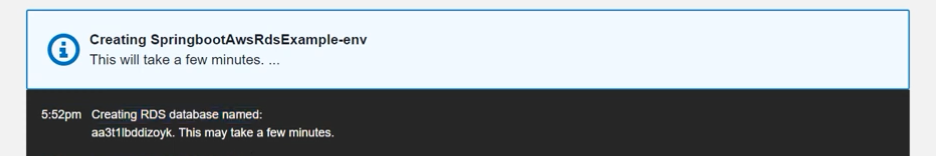 Creating SpringbootAwsRdsExample-env
This will take a few minutes. ...
5:52pm Creating RDS database named:
aa3t1lbddizoyk. This may take a few minutes.